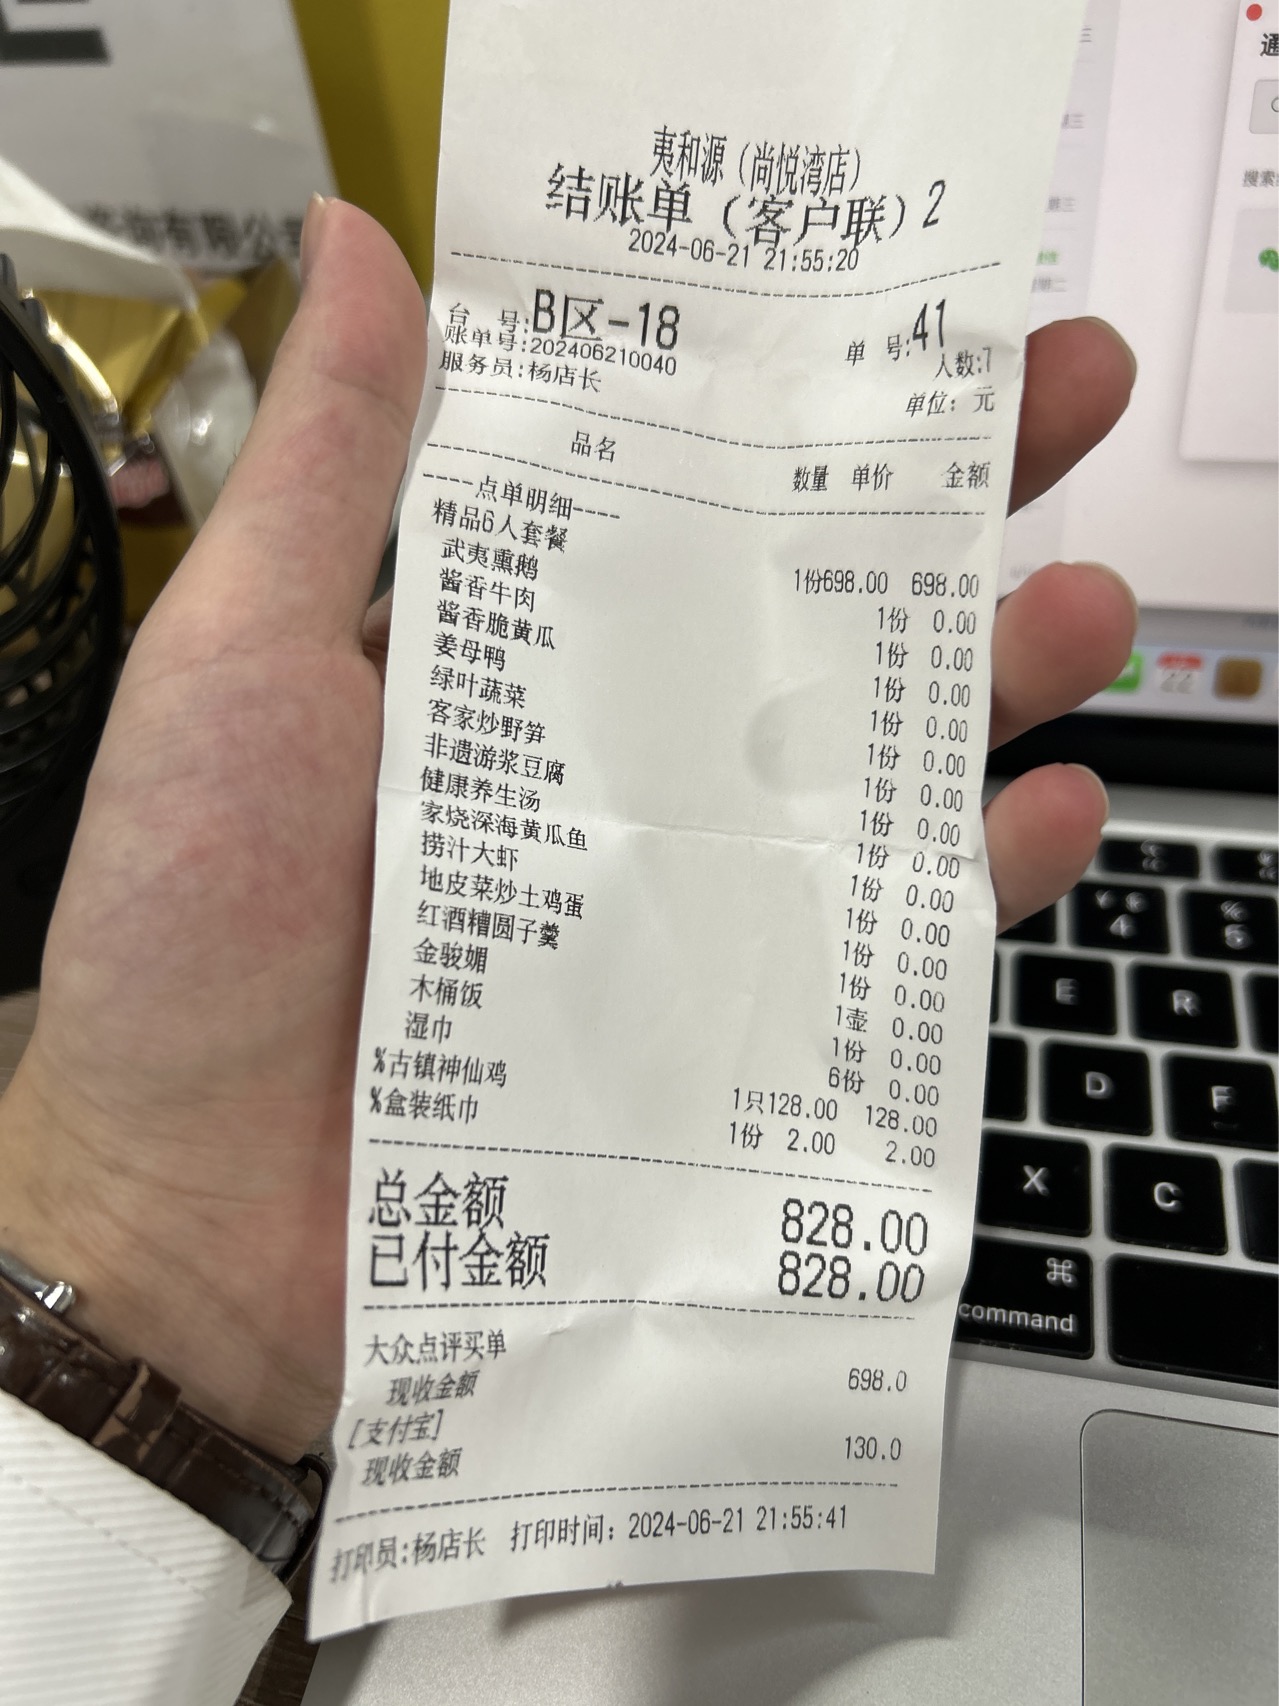 夷和源（尚悦湾店）
结账单（客户联）2
2024-06-21 21:55:20
台 号:B区-18 单 号:41
账单号:202406210040 人数:7
服务员:杨店长 单位: 元
品名 数量 单价 金额
----点单明细----
精品6人套餐 1份698.00 698.00
武夷熏鹅 1份 0.00
酱香牛肉 1份 0.00
酱香脆黄瓜 1份 0.00
姜母鸭 1份 0.00
绿叶蔬菜 1份 0.00
客家炒野笋 1份 0.00
非遗游浆豆腐 1份 0.00
健康养生汤 1份 0.00
家烧深海黄瓜鱼 1份 0.00
捞汁大虾 1份 0.00
地皮菜炒土鸡蛋 1份 0.00
红酒糟圆子羹 1份 0.00
金骏媚 1壶 0.00
木桶饭 1份 0.00
湿巾 6份 0.00
%古镇神仙鸡 1只128.00 128.00
%盒装纸巾 1份 2.00 2.00
总金额 828.00
已付金额 828.00
大众点评买单
现收金额 698.0
[支付宝]
现收金额 130.0
打印员:杨店长 打印时间: 2024-06-21 21:55:41
咨询有限公司
通
搜索
22
4
5
E
R
D
F
X
C
⌘
command